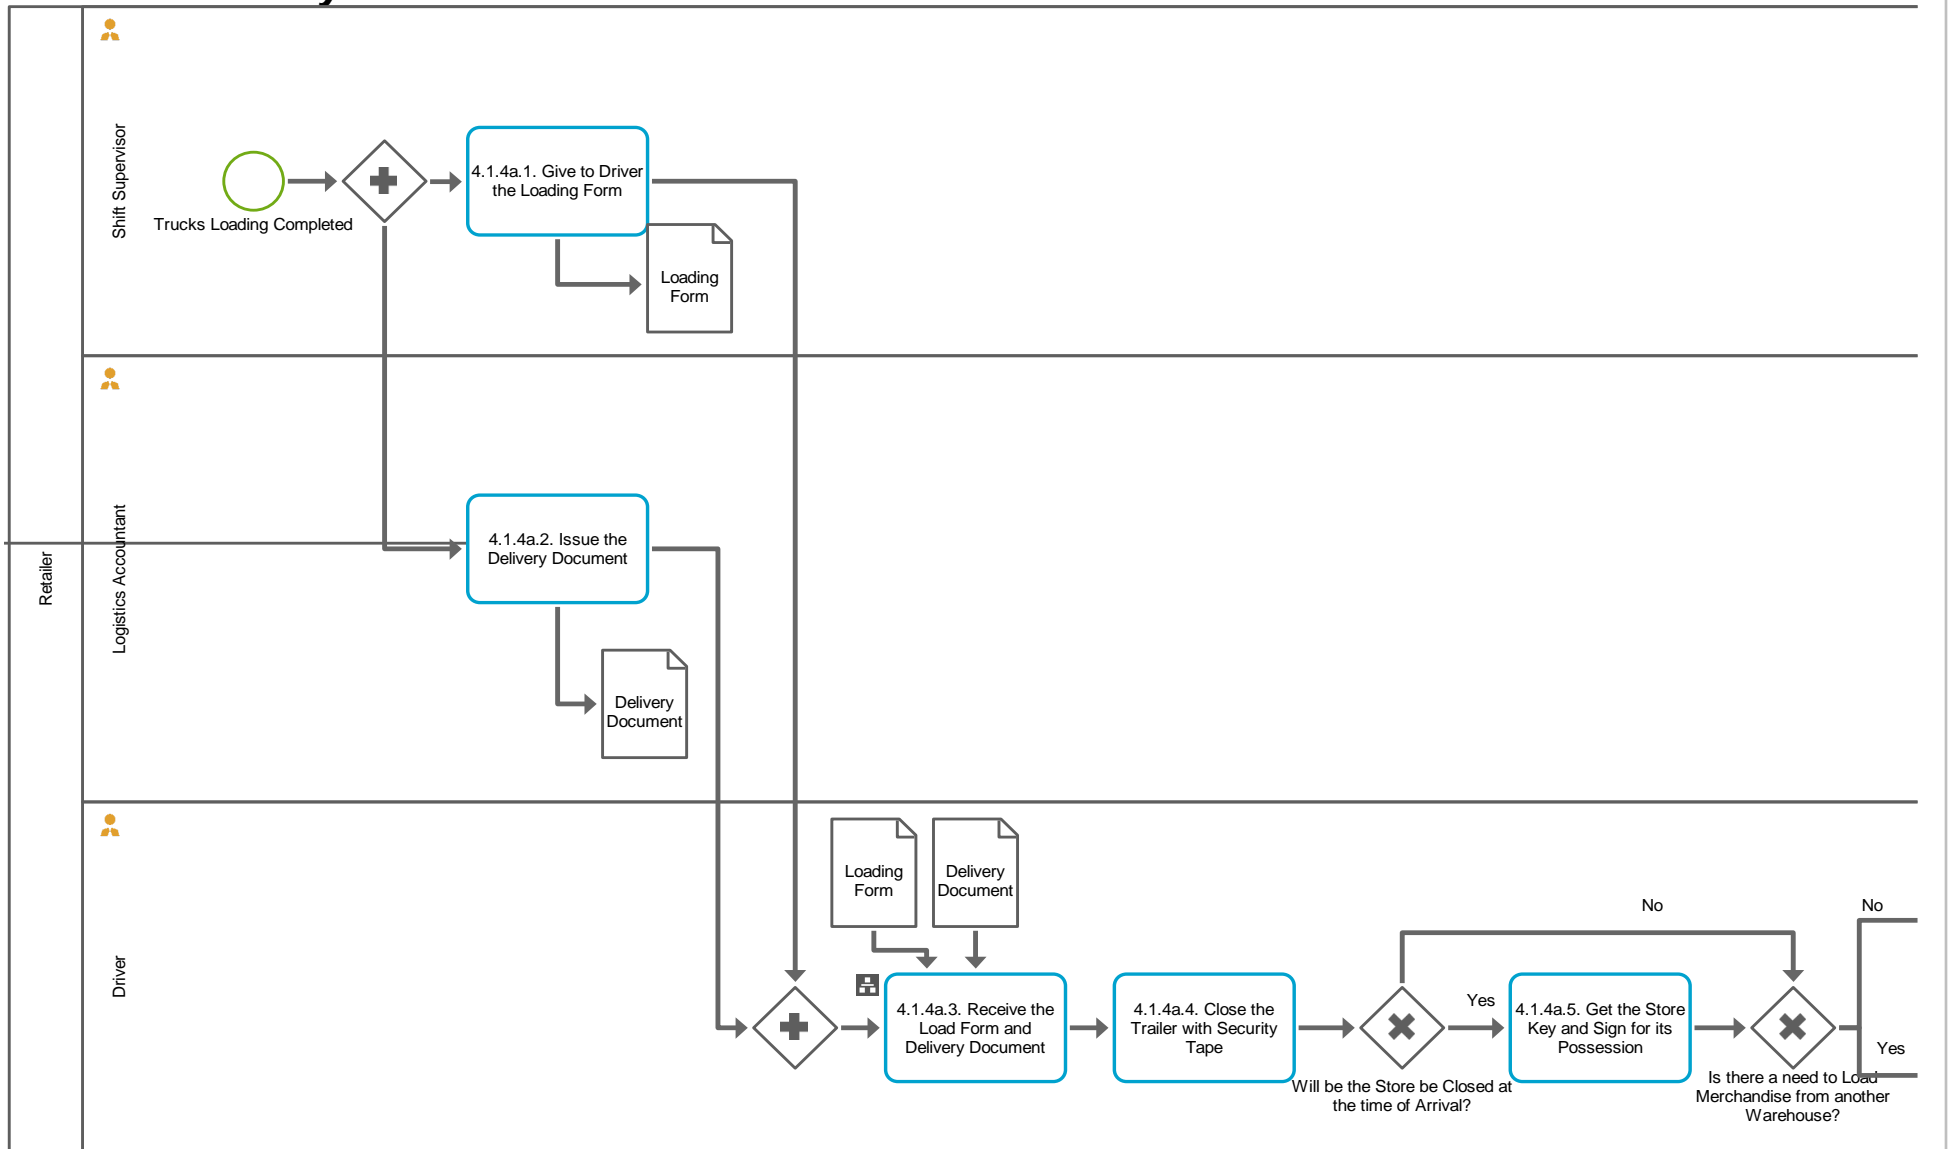 Shift Supervisor
Trucks Loading Completed
4.1.4a.1. Give to Driver
the Loading Form
Loading
Form
Retailer
Logistics Accountant
4.1.4a.2. Issue the
Delivery Document
Delivery
Document
Driver
Loading
Form
Delivery
Document
4.1.4a.3. Receive the
Load Form and
Delivery Document
4.1.4a.4. Close the
Trailer with Security
Tape
Will be the Store be Closed at
the time of Arrival?
No
Yes
4.1.4a.5. Get the Store
Key and Sign for its
Possession
Is there a need to Load
Merchandise from another
Warehouse?
No
Yes